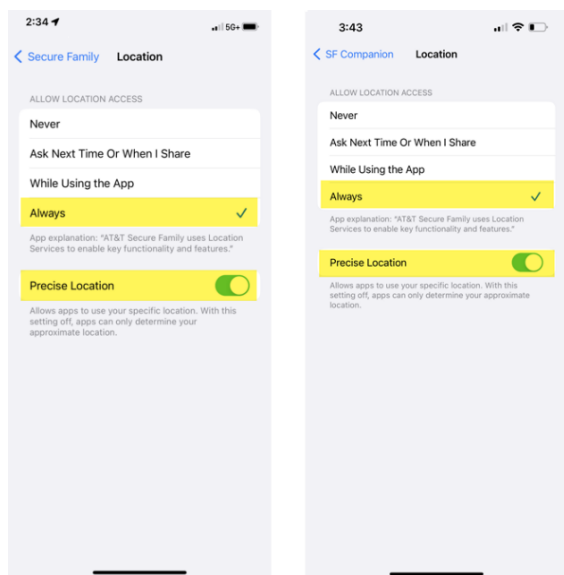 2:34
5G+
Secure Family
Location
ALLOW LOCATION ACCESS
Never
Ask Next Time Or When I Share
While Using the App
Always
App explanation: "AT&T Secure Family uses Location
Services to enable key functionality and features."
Precise Location
Allows apps to use your specific location. With this
setting off, apps can only determine your
approximate location.
3:43
SF Companion
Location
ALLOW LOCATION ACCESS
Never
Ask Next Time Or When I Share
While Using the App
Always
App explanation: "AT&T Secure Family uses Location
Services to enable key functionality and features."
Precise Location
Allows apps to use your specific location. With this
setting off, apps can only determine your approximate
location.